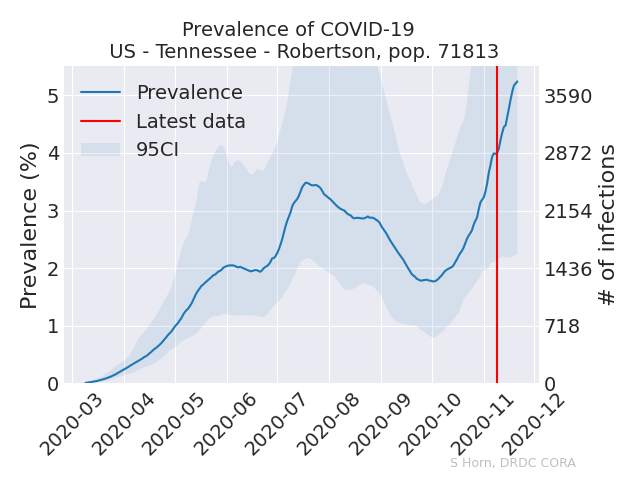 Prevalence of COVID-19
US - Tennessee - Robertson, pop. 71813
Prevalence
Latest data
95CI
Prevalence (%)
5
4
3
2
1
0
3590
2872
2154
1436
718
0
# of infections
2020-03
2020-04
2020-05
2020-06
2020-07
2020-08
2020-09
2020-10
2020-11
2020-12
S Horn, DRDC CORA